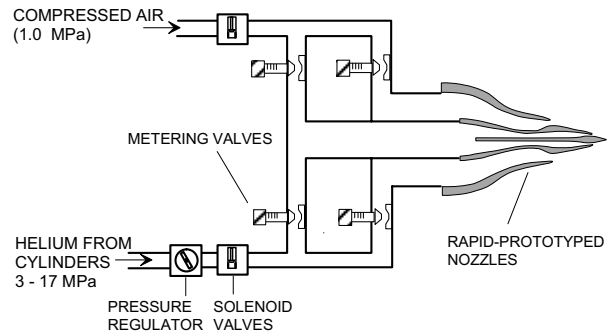 COMPRESSED AIR
(1.0 MPa)
METERING VALVES
HELIUM FROM
CYLINDERS
3 - 17 MPa
PRESSURE
REGULATOR
SOLENOID
VALVES
RAPID-PROTOTYPED
NOZZLES